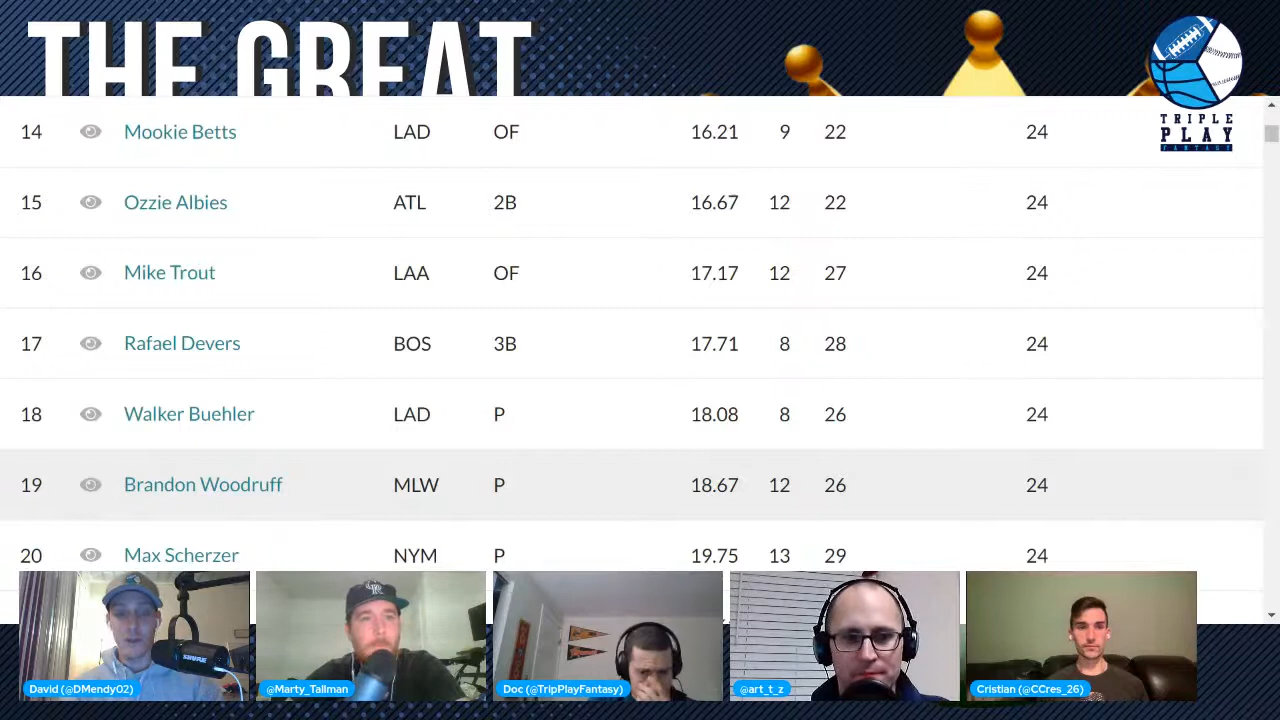 THE GREAT
TRIPLE
PLAY
FANTASY
14 Mookie Betts LAD OF 16.21 9 22 24
15 Ozzie Albies ATL 2B 16.67 12 22 24
16 Mike Trout LAA OF 17.17 12 27 24
17 Rafael Devers BOS 3B 17.71 8 28 24
18 Walker Buehler LAD P 18.08 8 26 24
19 Brandon Woodruff MLW P 18.67 12 26 24
20 Max Scherzer NYM P 19.75 13 29 24
SHURE
David (@DMendy02)
@Marty_Tallman
Doc (@TripPlayFantasy)
@art_t_z
Cristian (@CCres_26)